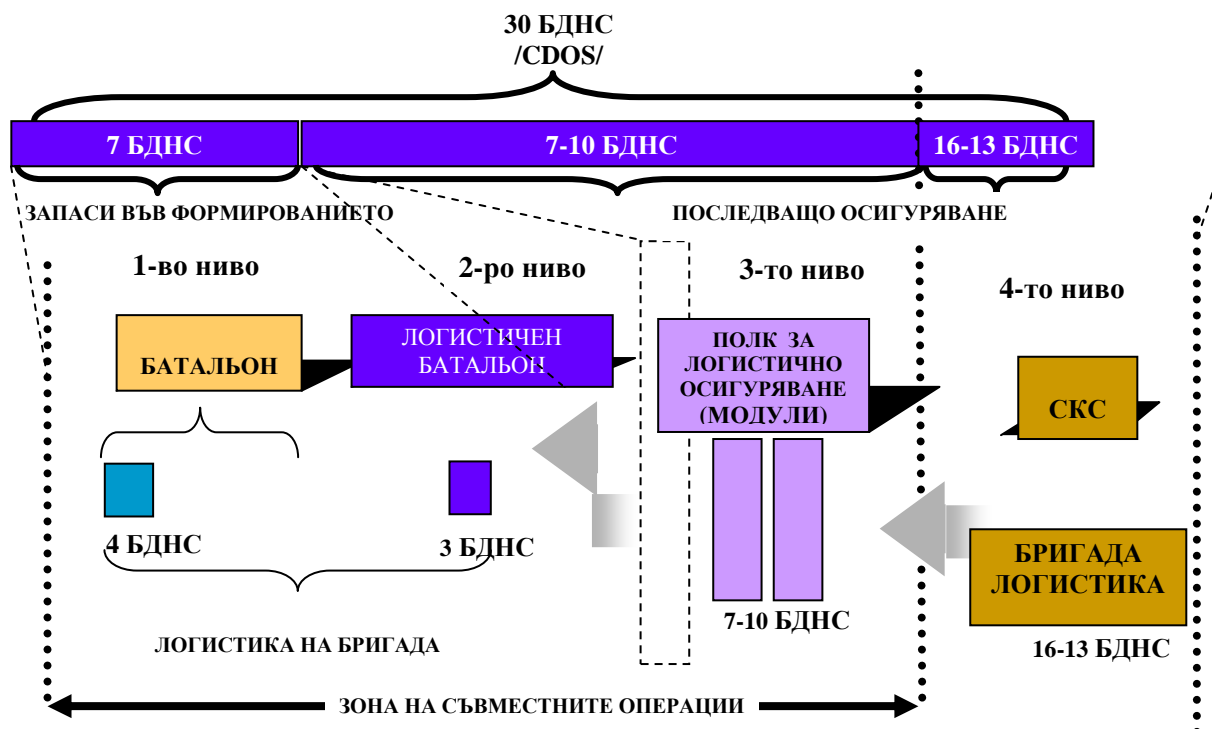 30 БДНС
/CDOS/
7 БДНС
7-10 БДНС
16-13 БДНС
ЗАПАСИ ВЪВ ФОРМИРОВАНИЕТО
ПОСЛЕДВАЩО ОСИГУРЯВАНЕ
1-во ниво
2-ро ниво
3-то ниво
4-то ниво
БАТАЛЬОН
ЛОГИСТИЧЕН
БАТАЛЬОН
ПОЛК ЗА
ЛОГИСТИЧНО
ОСИГУРЯВАНЕ
(МОДУЛИ)
СКС
4 БДНС
3 БДНС
7-10 БДНС
БРИГАДА
ЛОГИСТИКА
16-13 БДНС
ЛОГИСТИКА НА БРИГАДА
ЗОНА НА СЪВМЕСТНИТЕ ОПЕРАЦИИ